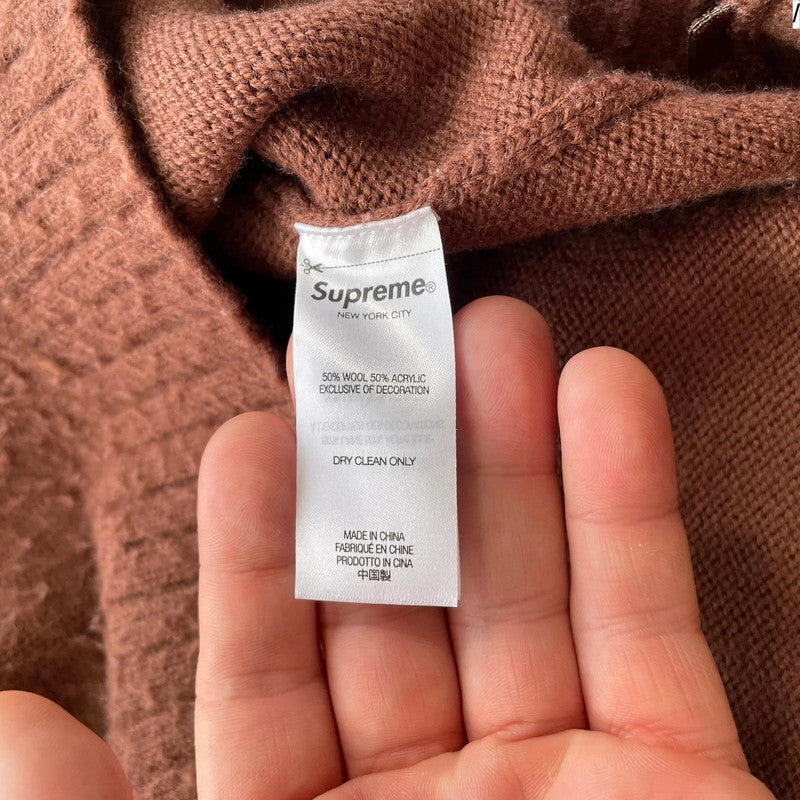 Supreme®
NEW YORK CITY
50% WOOL 50% ACRYLIC
EXCLUSIVE OF DECORATION
DRY CLEAN ONLY
MADE IN CHINA
FABRIQUÉ EN CHINE
PRODOTTO IN CINA
中国製